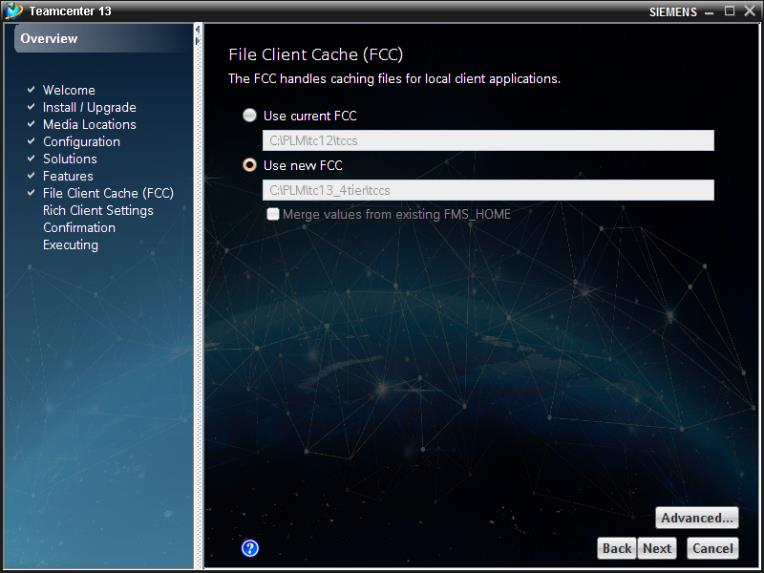 Teamcenter 13
SIEMENS
Overview
Welcome
Install / Upgrade
Media Locations
Configuration
Solutions
Features
File Client Cache (FCC)
Rich Client Settings
Confirmation
Executing
File Client Cache (FCC)
The FCC handles caching files for local client applications.
Use current FCC
C:\PLM\tc12\tccs
Use new FCC
C:\PLM\tc13_4tier\tccs
Merge values from existing FMS_HOME
Advanced...
?
Back Next Cancel